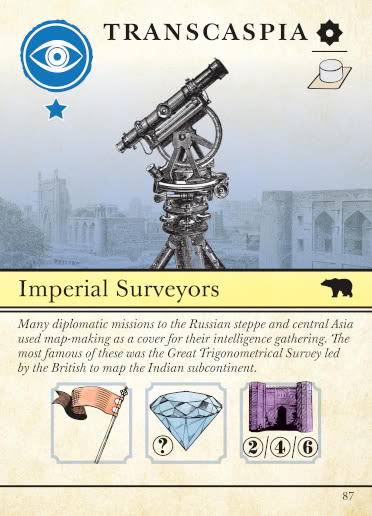 TRANSCASPIA
Imperial Surveyors
Many diplomatic missions to the Russian steppe and central Asia
used map-making as a cover for their intelligence gathering. The
most famous of these was the Great Trigonometrical Survey led
by the British to map the Indian subcontinent.
?
2/4/6
87